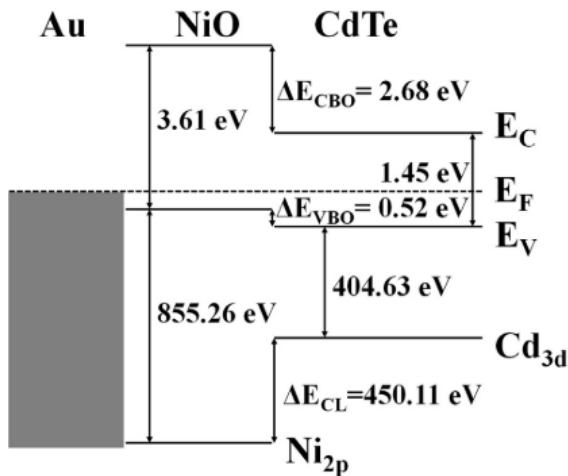 Au NiO CdTe
ΔE_CBO= 2.68 eV
3.61 eV
E_C
1.45 eV
E_F
ΔE_VBO= 0.52 eV
E_V
404.63 eV
855.26 eV
Cd_3d
ΔE_CL=450.11 eV
Ni_2p